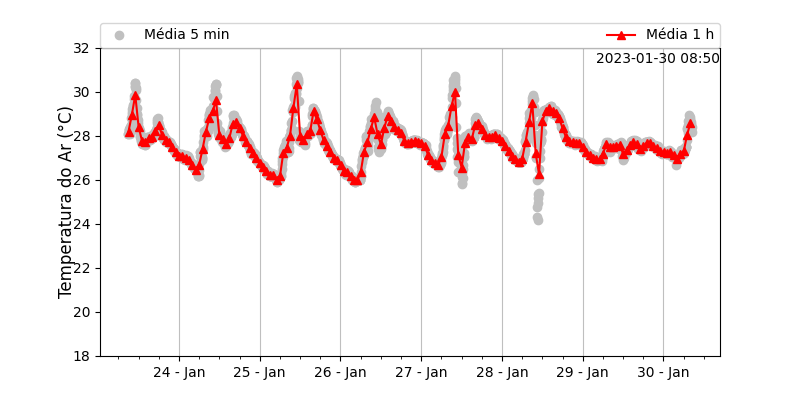 Média 5 min
Média 1 h
2023-01-30 08:50
Temperatura do Ar (°C)
32
30
28
26
24
22
20
18
24 - Jan
25 - Jan
26 - Jan
27 - Jan
28 - Jan
29 - Jan
30 - Jan